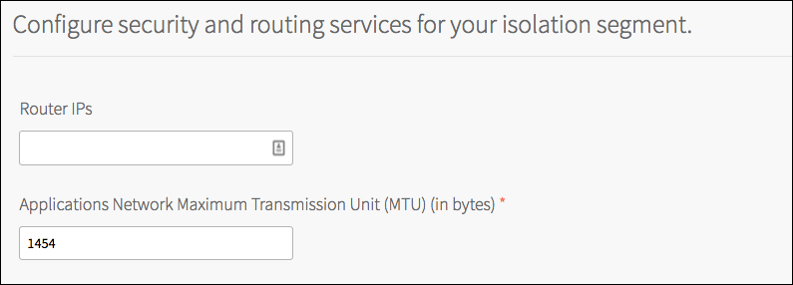 Configure security and routing services for your isolation segment.
Router IPs
Applications Network Maximum Transmission Unit (MTU) (in bytes) *
1454